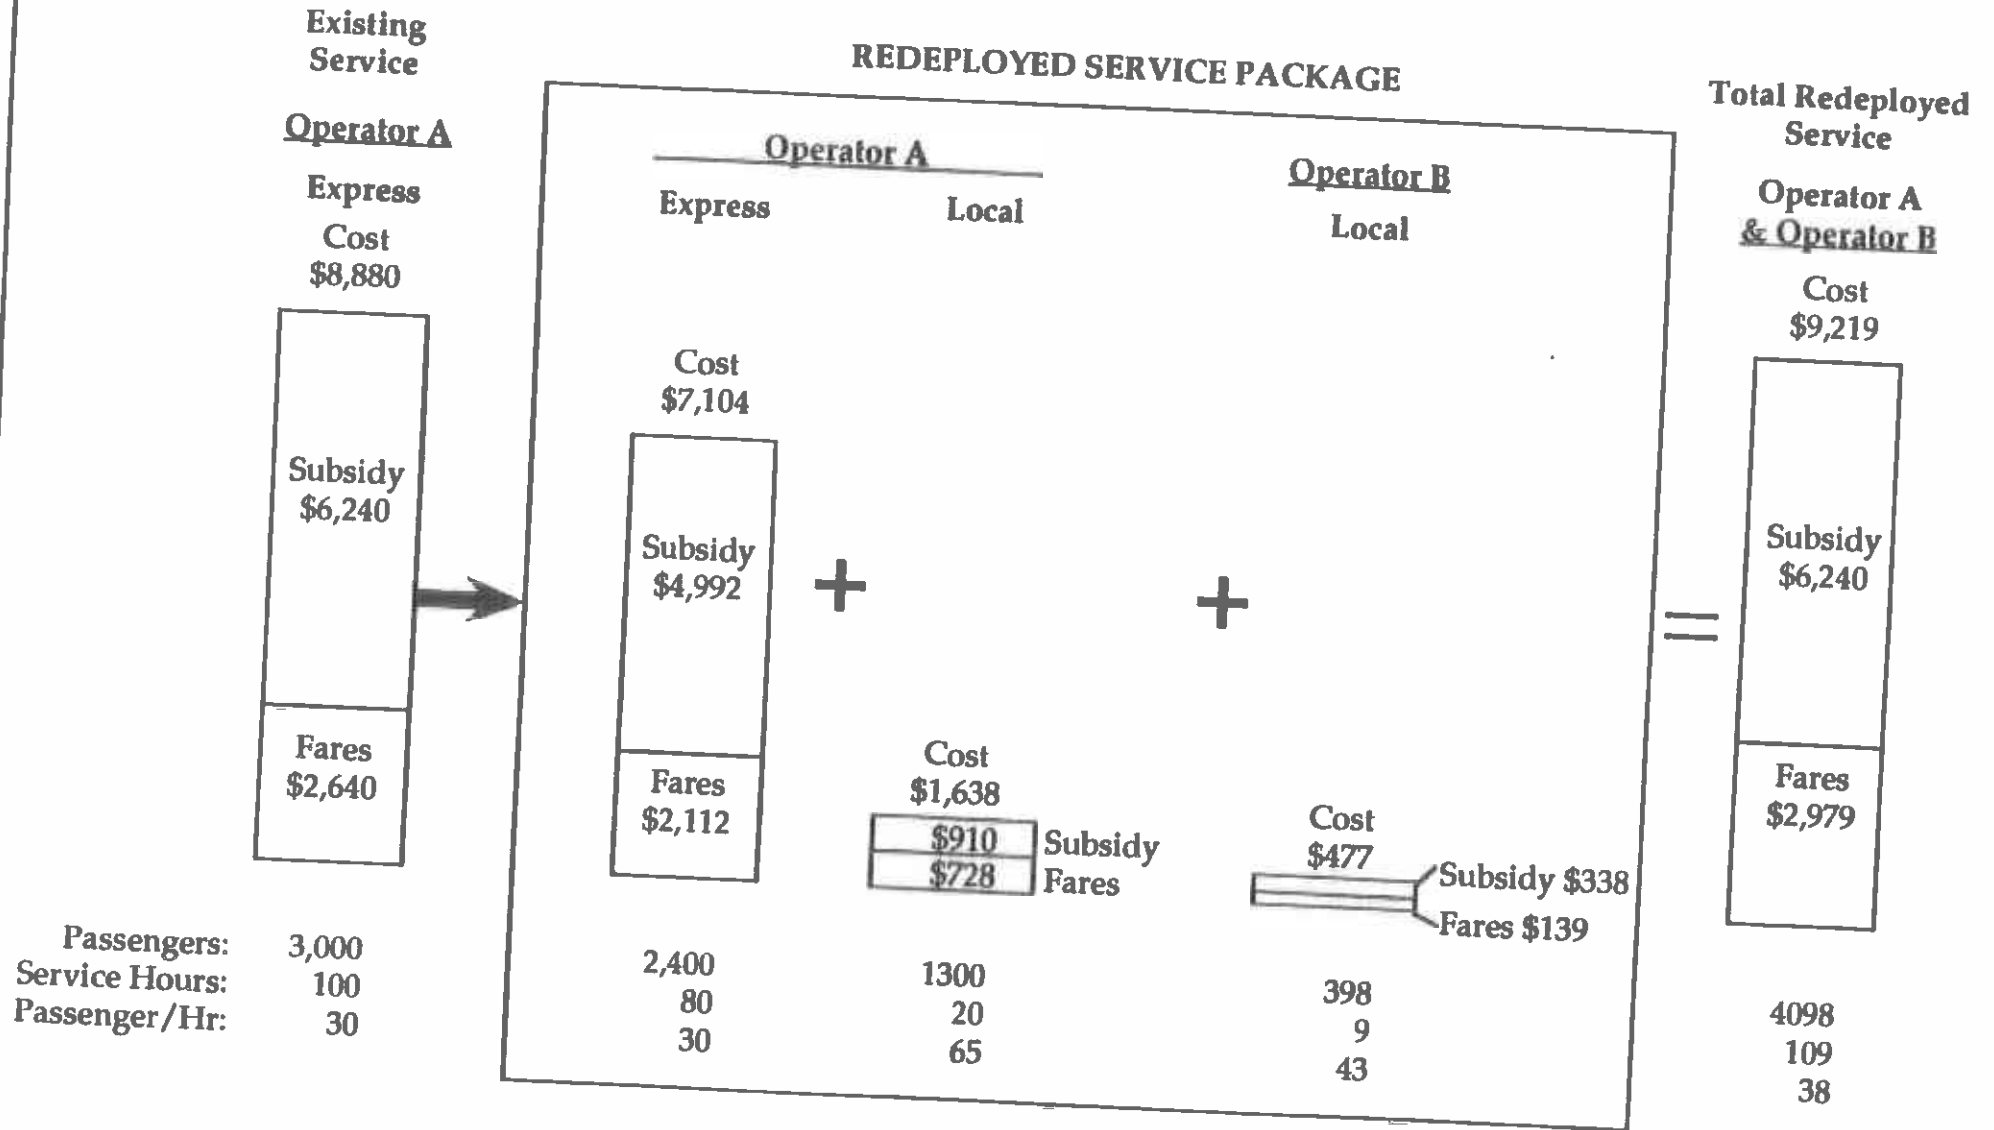 Existing
Service
Operator A
Express
Cost
$8,880
Subsidy
$6,240
Fares
$2,640
REDEPLOYED SERVICE PACKAGE
Operator A
Express
Local
Operator B
Local
Cost
$7,104
Subsidy
$4,992
+
Fares
$2,112
Cost
$1,638
$910 Subsidy
$728 Fares
+
Cost
$477
Subsidy $338
Fares $139
=
Total Redeployed
Service
Operator A
& Operator B
Cost
$9,219
Subsidy
$6,240
Fares
$2,979
Passengers: 3,000 2,400 1300 398 4098
Service Hours: 100 80 20 9 109
Passenger/Hr: 30 30 65 43 38